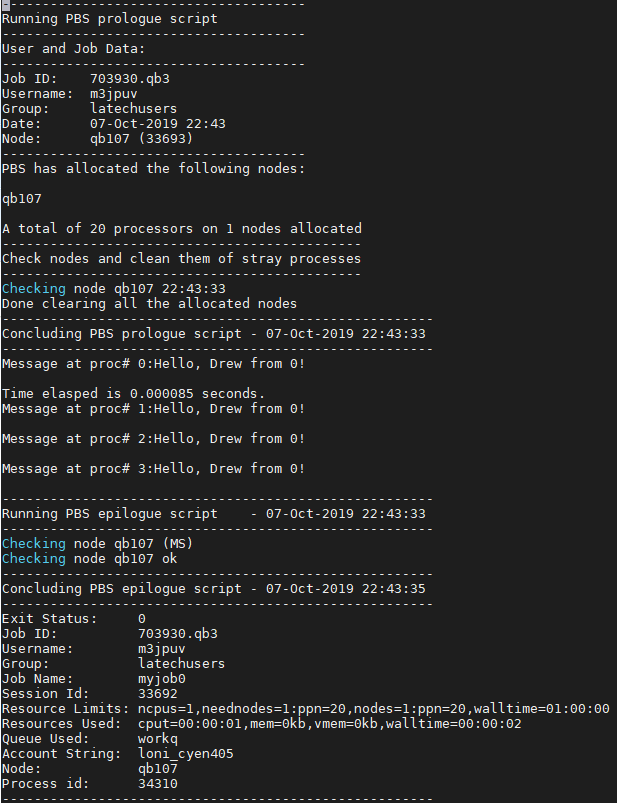 --------------------------------------
Running PBS prologue script
--------------------------------------
User and Job Data:
--------------------------------------
Job ID:    703930.qb3
Username:  m3jpuv
Group:     latechusers
Date:      07-Oct-2019 22:43
Node:      qb107 (33693)
--------------------------------------
PBS has allocated the following nodes:

qb107

A total of 20 processors on 1 nodes allocated
---------------------------------------------
Check nodes and clean them of stray processes
---------------------------------------------
Checking node qb107 22:43:33
Done clearing all the allocated nodes
------------------------------------------------------
Concluding PBS prologue script - 07-Oct-2019 22:43:33
------------------------------------------------------
Message at proc# 0:Hello, Drew from 0!

Time elasped is 0.000085 seconds.
Message at proc# 1:Hello, Drew from 0!

Message at proc# 2:Hello, Drew from 0!

Message at proc# 3:Hello, Drew from 0!

------------------------------------------------------
Running PBS epilogue script    - 07-Oct-2019 22:43:33
------------------------------------------------------
Checking node qb107 (MS)
Checking node qb107 ok
------------------------------------------------------
Concluding PBS epilogue script - 07-Oct-2019 22:43:35
------------------------------------------------------
Exit Status:     0
Job ID:          703930.qb3
Username:        m3jpuv
Group:           latechusers
Job Name:        myjob0
Session Id:      33692
Resource Limits: ncpus=1,neednodes=1:ppn=20,nodes=1:ppn=20,walltime=01:00:00
Resources Used:  cput=00:00:01,mem=0kb,vmem=0kb,walltime=00:00:02
Queue Used:      workq
Account String:  loni_cyen405
Node:            qb107
Process id:      34310
------------------------------------------------------